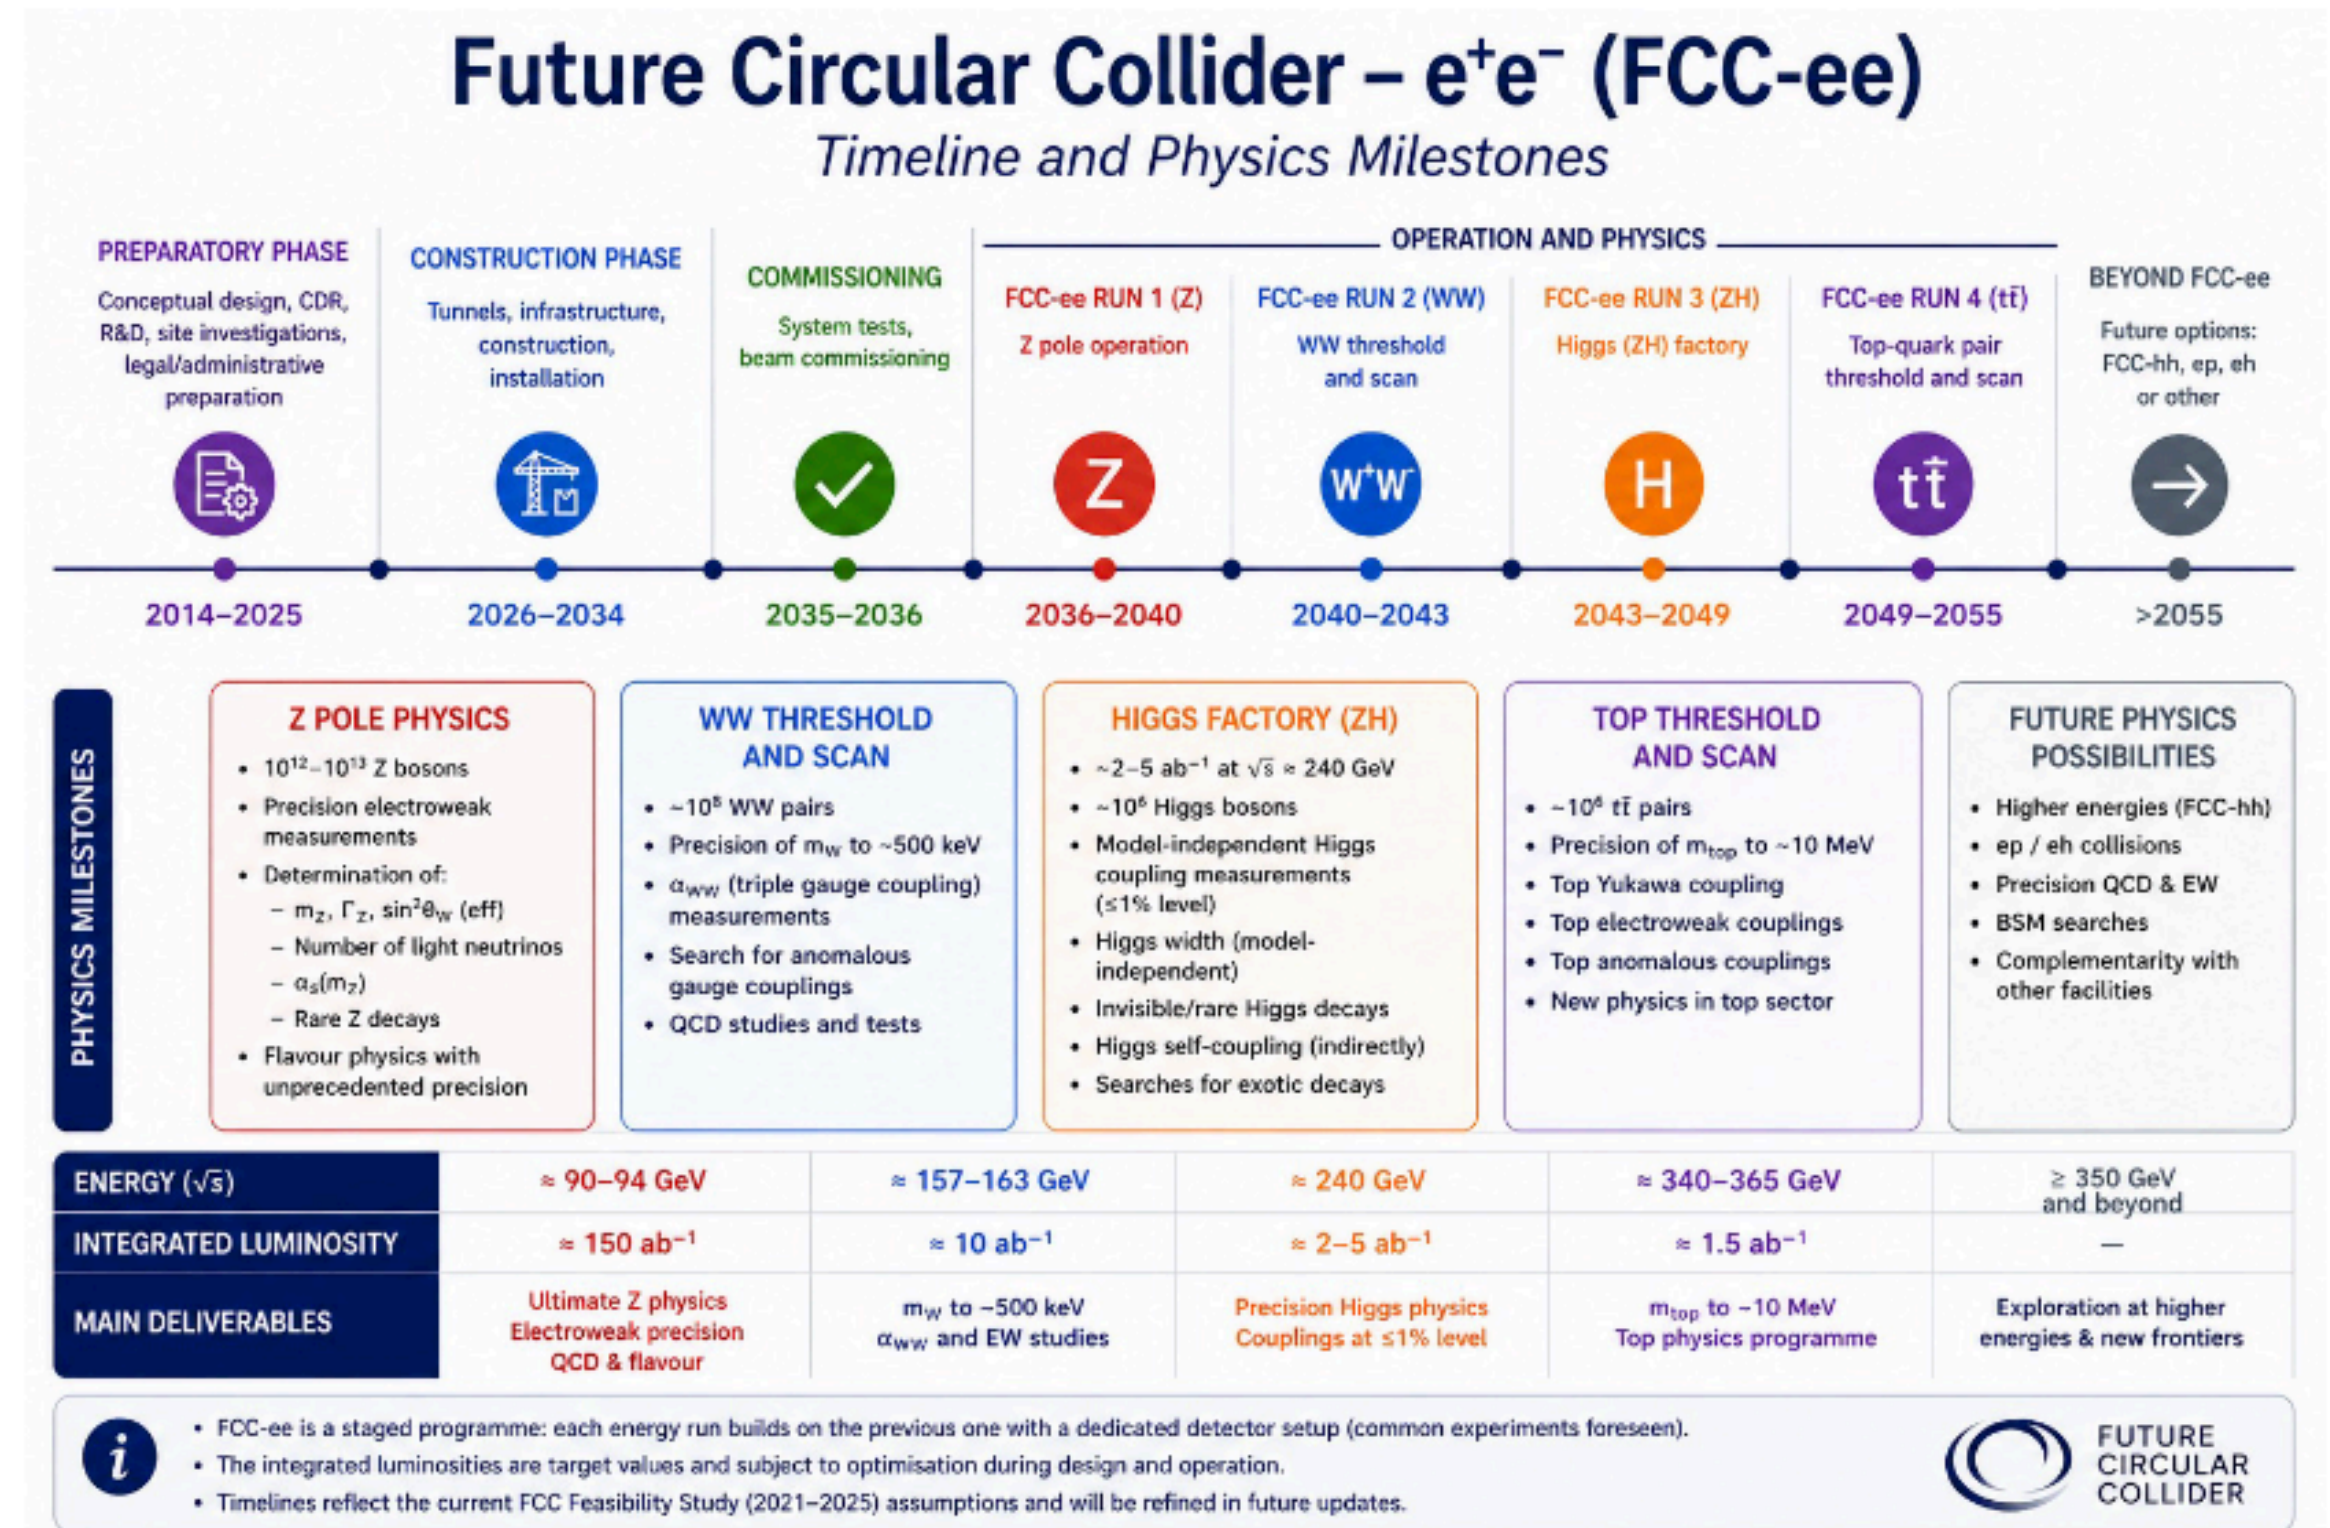 Future Circular Collider – e⁺e⁻ (FCC-ee)
Timeline and Physics Milestones
PREPARATORY PHASE
Conceptual design, CDR,
R&D, site investigations,
legal/administrative
preparation
2014–2025
CONSTRUCTION PHASE
Tunnels, infrastructure,
construction,
installation
2026–2034
COMMISSIONING
System tests,
beam commissioning
2035–2036
OPERATION AND PHYSICS
FCC-ee RUN 1 (Z)
Z pole operation
Z
2036–2040
FCC-ee RUN 2 (WW)
WW threshold
and scan
W⁺W⁻
2040–2043
FCC-ee RUN 3 (ZH)
Higgs (ZH) factory
H
2043–2049
FCC-ee RUN 4 (tt̄)
Top-quark pair
threshold and scan
tt̄
2049–2055
BEYOND FCC-ee
Future options:
FCC-hh, ep, eh
or other
>2055
PHYSICS MILESTONES
Z POLE PHYSICS
• 10¹²–10¹³ Z bosons
• Precision electroweak
measurements
• Determination of:
– m_Z, Γ_Z, sin²θ_W (eff)
– Number of light neutrinos
– α_s(m_Z)
– Rare Z decays
• Flavour physics with
unprecedented precision
WW THRESHOLD
AND SCAN
• ~10⁸ WW pairs
• Precision of m_W to ~500 keV
• α_WW (triple gauge coupling)
measurements
• Search for anomalous
gauge couplings
• QCD studies and tests
HIGGS FACTORY (ZH)
• ~2–5 ab⁻¹ at √s ≈ 240 GeV
• ~10⁶ Higgs bosons
• Model-independent Higgs
coupling measurements
(≤1% level)
• Higgs width (model-
independent)
• Invisible/rare Higgs decays
• Higgs self-coupling (indirectly)
• Searches for exotic decays
TOP THRESHOLD
AND SCAN
• ~10⁶ tt̄ pairs
• Precision of m_top to ~10 MeV
• Top Yukawa coupling
• Top electroweak couplings
• Top anomalous couplings
• New physics in top sector
FUTURE PHYSICS
POSSIBILITIES
• Higher energies (FCC-hh)
• ep / eh collisions
• Precision QCD & EW
• BSM searches
• Complementarity with
other facilities
ENERGY (√s)
≈ 90–94 GeV
≈ 157–163 GeV
≈ 240 GeV
≈ 340–365 GeV
≥ 350 GeV
and beyond
INTEGRATED LUMINOSITY
≈ 150 ab⁻¹
≈ 10 ab⁻¹
≈ 2–5 ab⁻¹
≈ 1.5 ab⁻¹
—
MAIN DELIVERABLES
Ultimate Z physics
Electroweak precision
QCD & flavour
m_W to ~500 keV
α_WW and EW studies
Precision Higgs physics
Couplings at ≤1% level
m_top to ~10 MeV
Top physics programme
Exploration at higher
energies & new frontiers
i
• FCC-ee is a staged programme: each energy run builds on the previous one with a dedicated detector setup (common experiments foreseen).
• The integrated luminosities are target values and subject to optimisation during design and operation.
• Timelines reflect the current FCC Feasibility Study (2021–2025) assumptions and will be refined in future updates.
FUTURE
CIRCULAR
COLLIDER